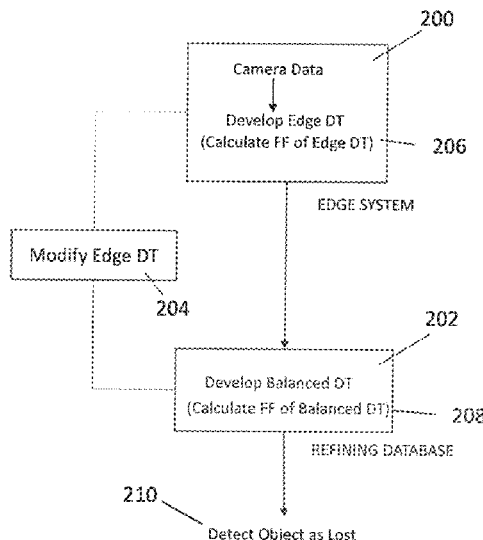 200
Camera Data
Develop Edge DT
(Calculate FF of Edge DT)
206
EDGE SYSTEM
Modify Edge DT
204
202
Develop Balanced DT
(Calculate FF of Balanced DT)
208
REFINING DATABASE
210
Detect Object as Lost